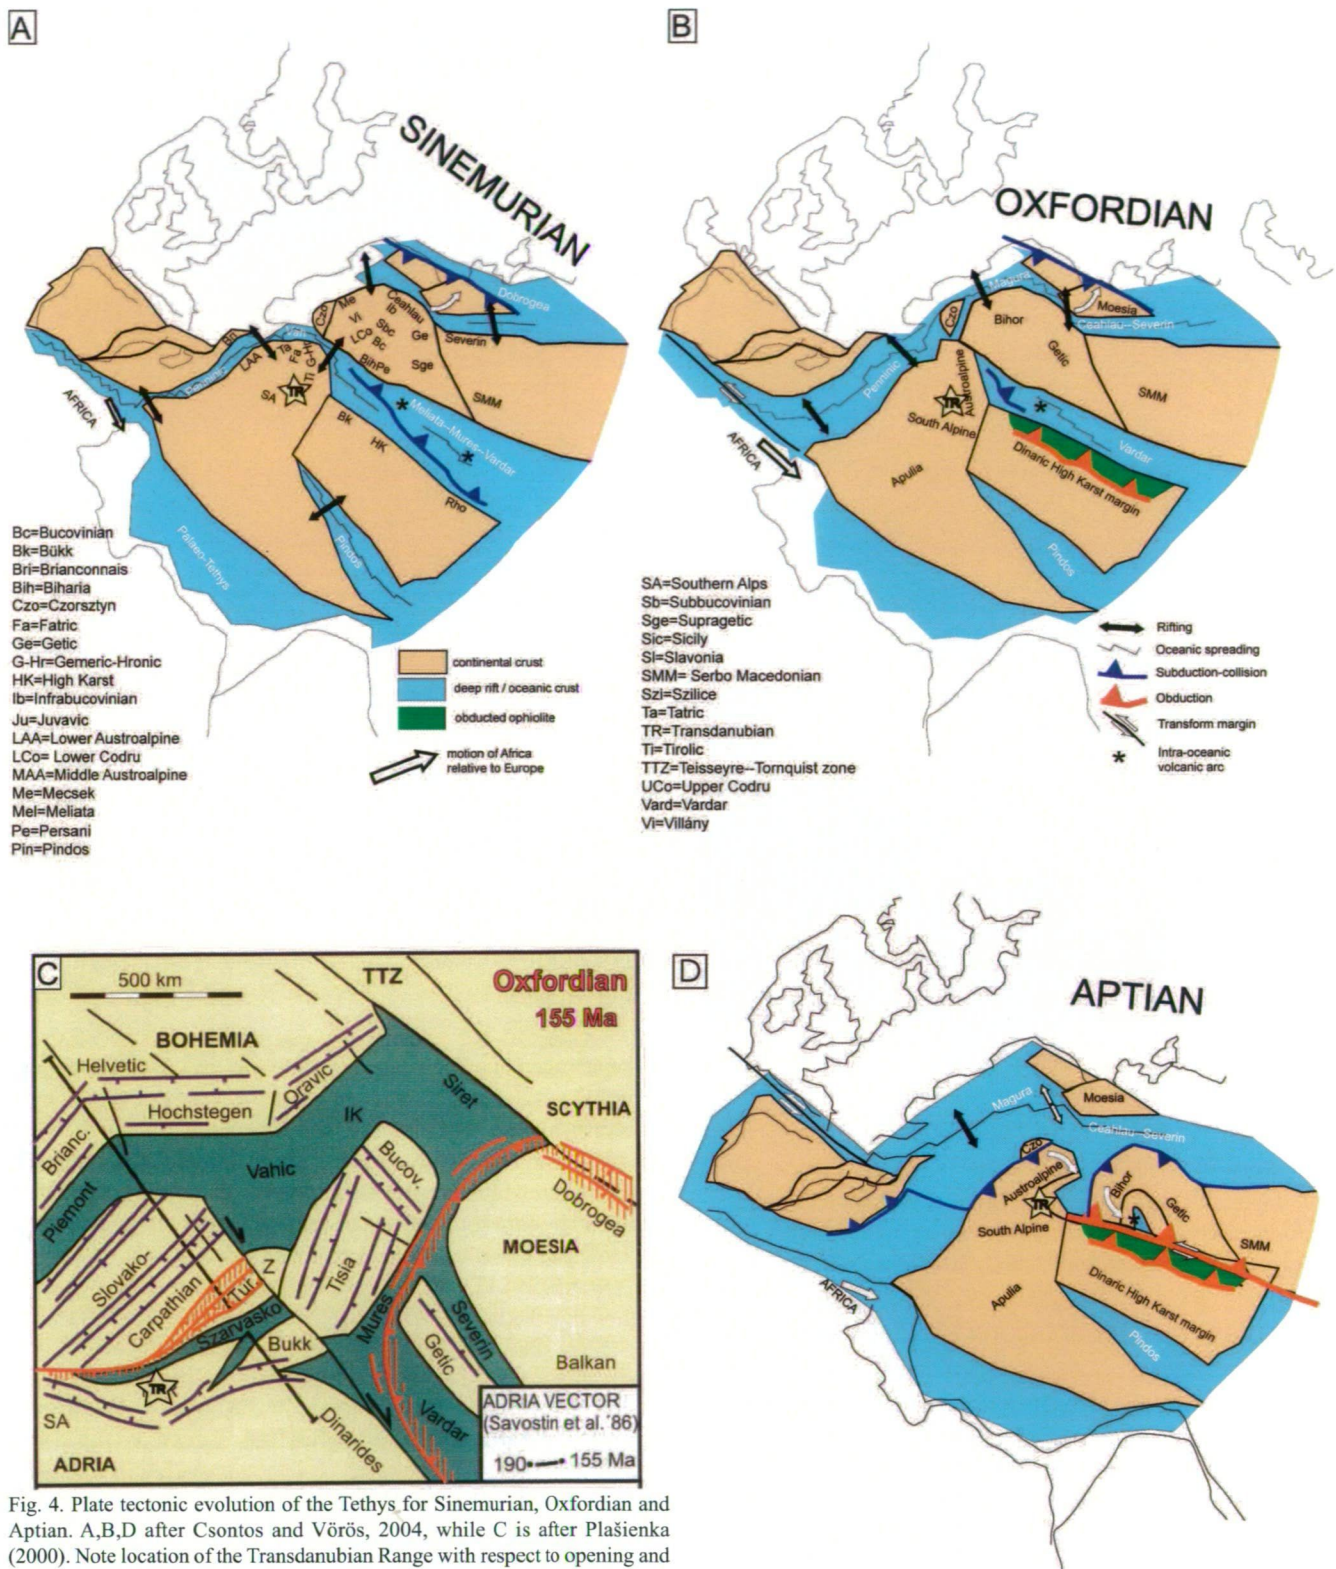 A
SINEMURIAN
Dobrogea
Me
Ceahlau
Ib
Czo
Vi
Sbc
LCo
Bc
Ge
Severin
BihPe
Sge
SMM
Bri
LAA
Ta
Fa
G-Hr
Ti
SA
TR
Penninic
Vah
AFRICA
Meliata--Mures--Vardar
Bk
HK
Rho
Pindos
Palaeo-Tethys
Bc=Bucovinian
Bk=Bükk
Bri=Brianconnais
Bih=Biharia
Czo=Czorsztyn
Fa=Fatric
Ge=Getic
G-Hr=Gemeric-Hronic
HK=High Karst
Ib=Infrabucovinian
Ju=Juvavic
LAA=Lower Austroalpine
LCo= Lower Codru
MAA=Middle Austroalpine
Me=Mecsek
Mel=Meliata
Pe=Persani
Pin=Pindos
continental crust
deep rift / oceanic crust
obducted ophiolite
motion of Africa
relative to Europe
B
OXFORDIAN
Magura
Moesia
Ceahlau--Severin
Czo
Bihor
Getic
SMM
Penninic
Austroalpine
TR
South Alpine
Vardar
AFRICA
Apulia
Dinaric High Karst margin
Pindos
SA=Southern Alps
Sb=Subbucovinian
Sge=Supragetic
Sic=Sicily
Sl=Slavonia
SMM= Serbo Macedonian
Szi=Szilice
Ta=Tatric
TR=Transdanubian
Ti=Tirolic
TTZ=Teisseyre--Tornquist zone
UCo=Upper Codru
Vard=Vardar
Vi=Villány
Rifting
Oceanic spreading
Subduction-collision
Obduction
Transform margin
Intra-oceanic
volcanic arc
C
500 km
TTZ
Oxfordian
155 Ma
BOHEMIA
Helvetic
Hochstegen
Oravic
Siret
SCYTHIA
Brianc.
IK
Vahic
Bucov.
Dobrogea
Piemont
MOESIA
Slovako-
Carpathian
Z
Tur.
Tisia
Szarvasko
Mures
Severin
Getic
Bukk
Balkan
TR
SA
Vardar
Dinarides
ADRIA
ADRIA VECTOR
(Savostin et al.´86)
190 155 Ma
D
APTIAN
Moesia
Magura
Ceahlau--Severin
Czo
Austroalpine
Bihor
Getic
TR
South Alpine
SMM
AFRICA
Apulia
Dinaric High Karst margin
Pindos
Fig. 4. Plate tectonic evolution of the Tethys for Sinemurian, Oxfordian and
Aptian. A,B,D after Csontos and Vörös, 2004, while C is after Plašienka
(2000). Note location of the Transdanubian Range with respect to opening and